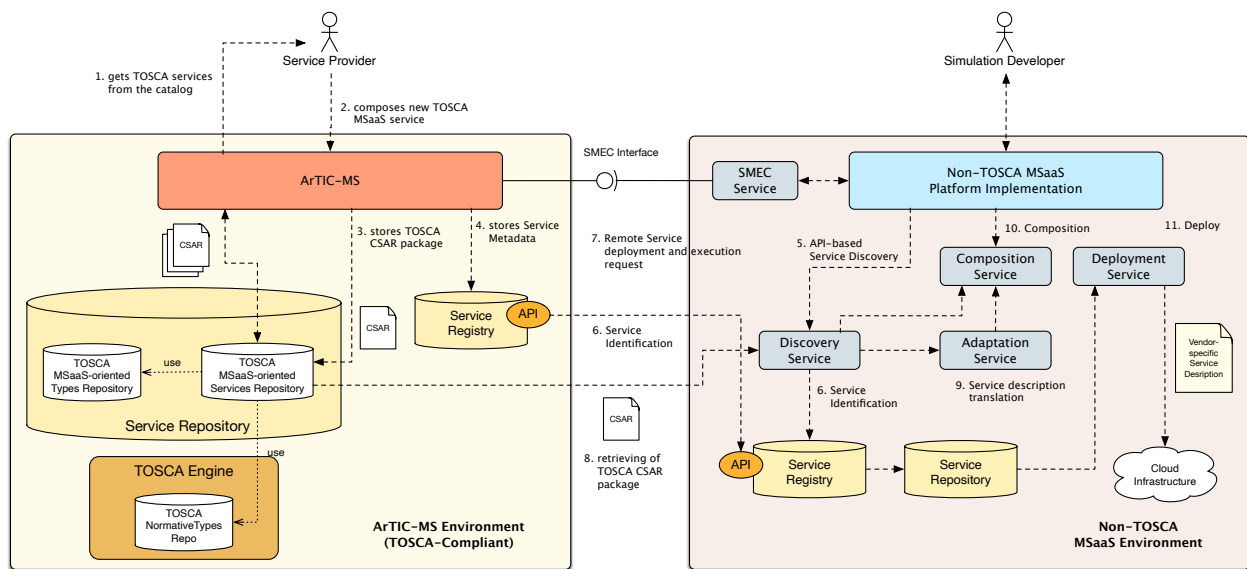 Service Provider
Simulation Developer
1. gets TOSCA services
from the catalog
2. composes new TOSCA
MSaaS service
ArTIC-MS
SMEC Interface
SMEC
Service
Non-TOSCA MSaaS
Platform Implementation
CSAR
3. stores TOSCA
CSAR package
4. stores Service
Metadata
7. Remote Service
deployment and execution
request
5. API-based
Service Discovery
10. Composition
11. Deploy
Composition
Service
Deployment
Service
CSAR
Service
Registry
API
6. Service
Identification
Discovery
Service
Adaptation
Service
Vendor-
specific
Service
Desription
TOSCA
MSaaS-oriented
Types Repository
use
TOSCA
MSaaS-oriented
Services Repository
Service Repository
6. Service
Identification
9. Service description
translation
CSAR
8. retrieving of
TOSCA CSAR
package
use
TOSCA Engine
TOSCA
NormativeTypes
Repo
API
Service
Registry
Service
Repository
Cloud
Infrastructure
ArTIC-MS Environment
(TOSCA-Compliant)
Non-TOSCA
MSaaS Environment